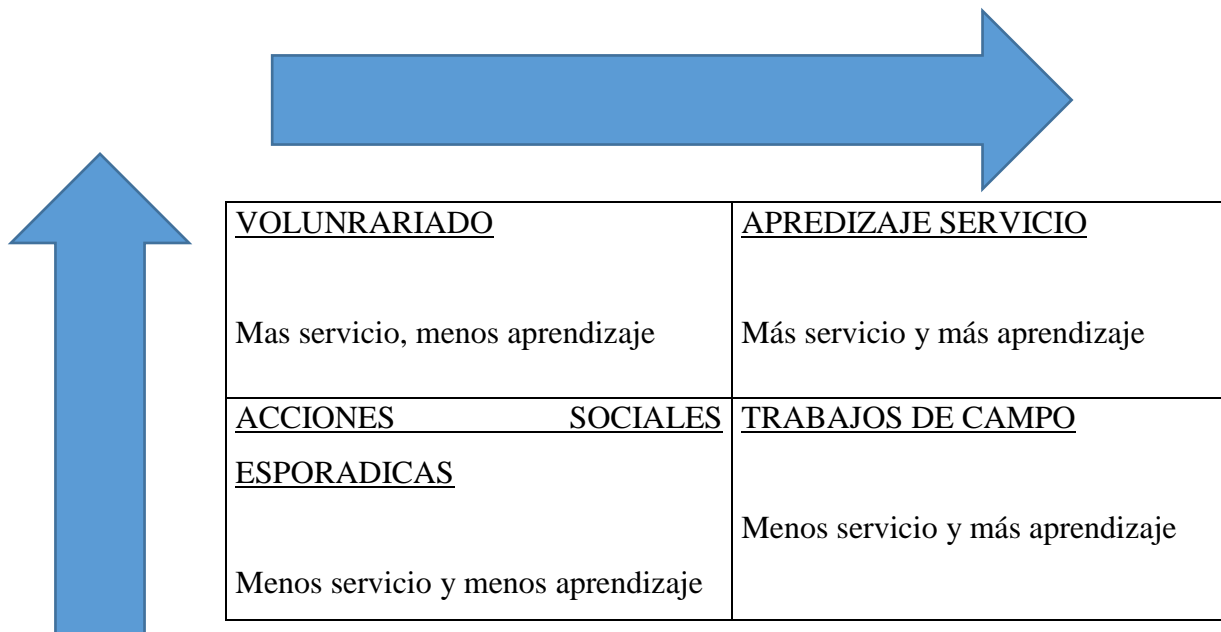 VOLUNRARIADO
Mas servicio, menos aprendizaje
APREDIZAJE SERVICIO
Más servicio y más aprendizaje
ACCIONES SOCIALES
ESPORADICAS
Menos servicio y menos aprendizaje
TRABAJOS DE CAMPO
Menos servicio y más aprendizaje